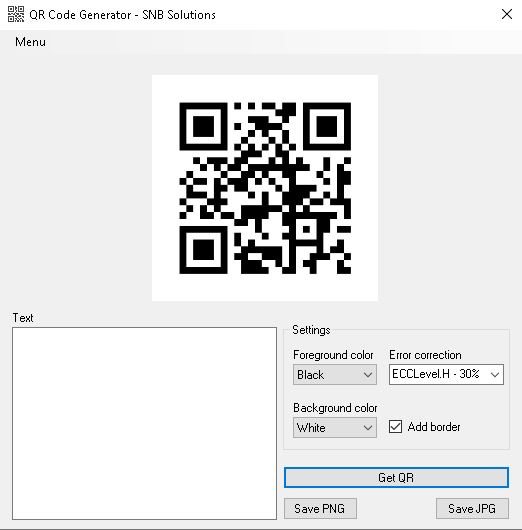 QR Code Generator - SNB Solutions
Menu
Text
Settings
Foreground color
Error correction
Black
ECCLevel.H - 30%
Background color
White
Add border
Get QR
Save PNG
Save JPG